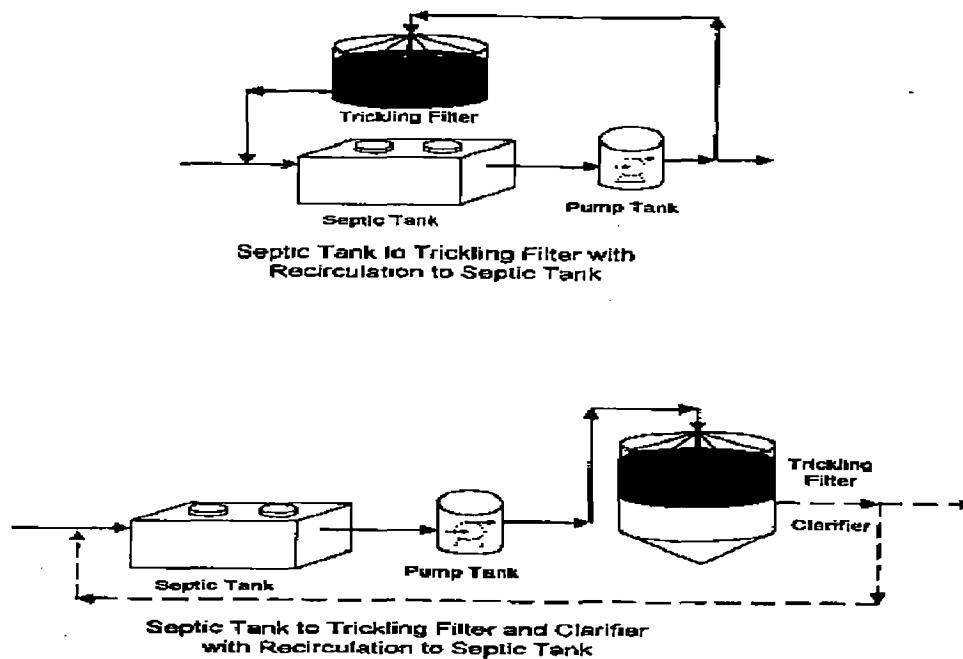 Trickling Filter
Septic Tank
Pump Tank
Septic Tank to Trickling Filter with
Recirculation to Septic Tank
Trickling
Filter
Clarifier
Pump Tank
Septic Tank
Septic Tank to Trickling Filter and Clarifier
with Recirculation to Septic Tank